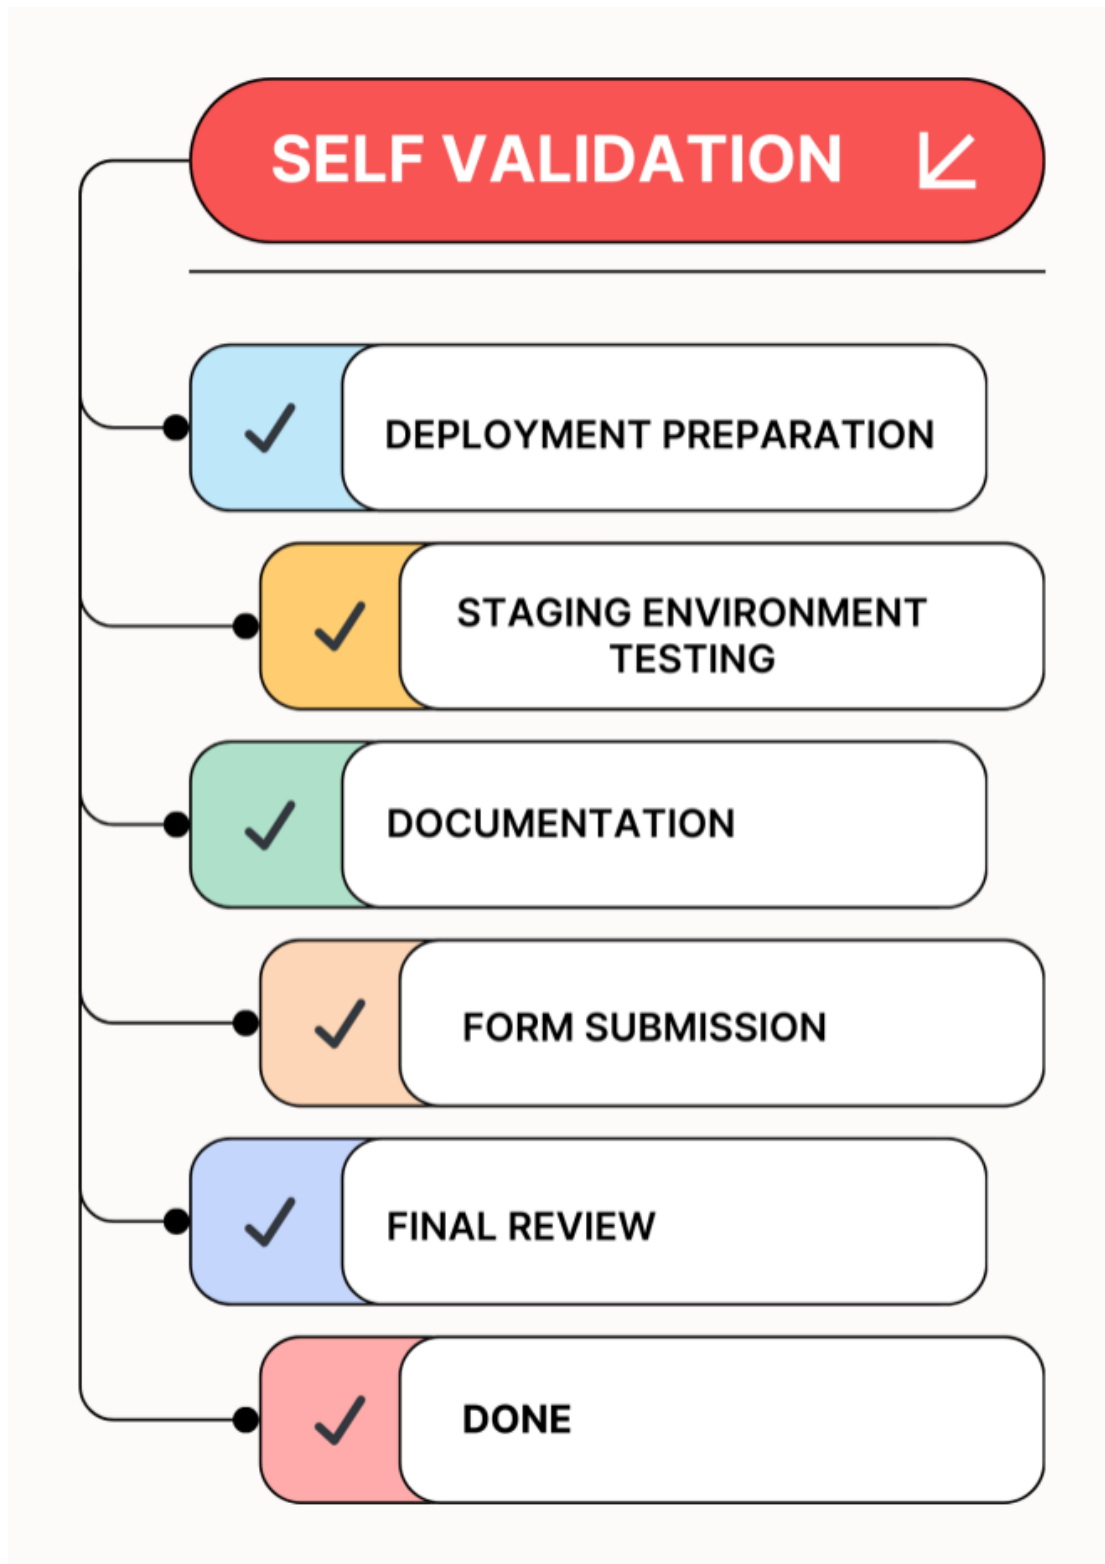 SELF VALIDATION
DEPLOYMENT PREPARATION
STAGING ENVIRONMENT
TESTING
DOCUMENTATION
FORM SUBMISSION
FINAL REVIEW
DONE